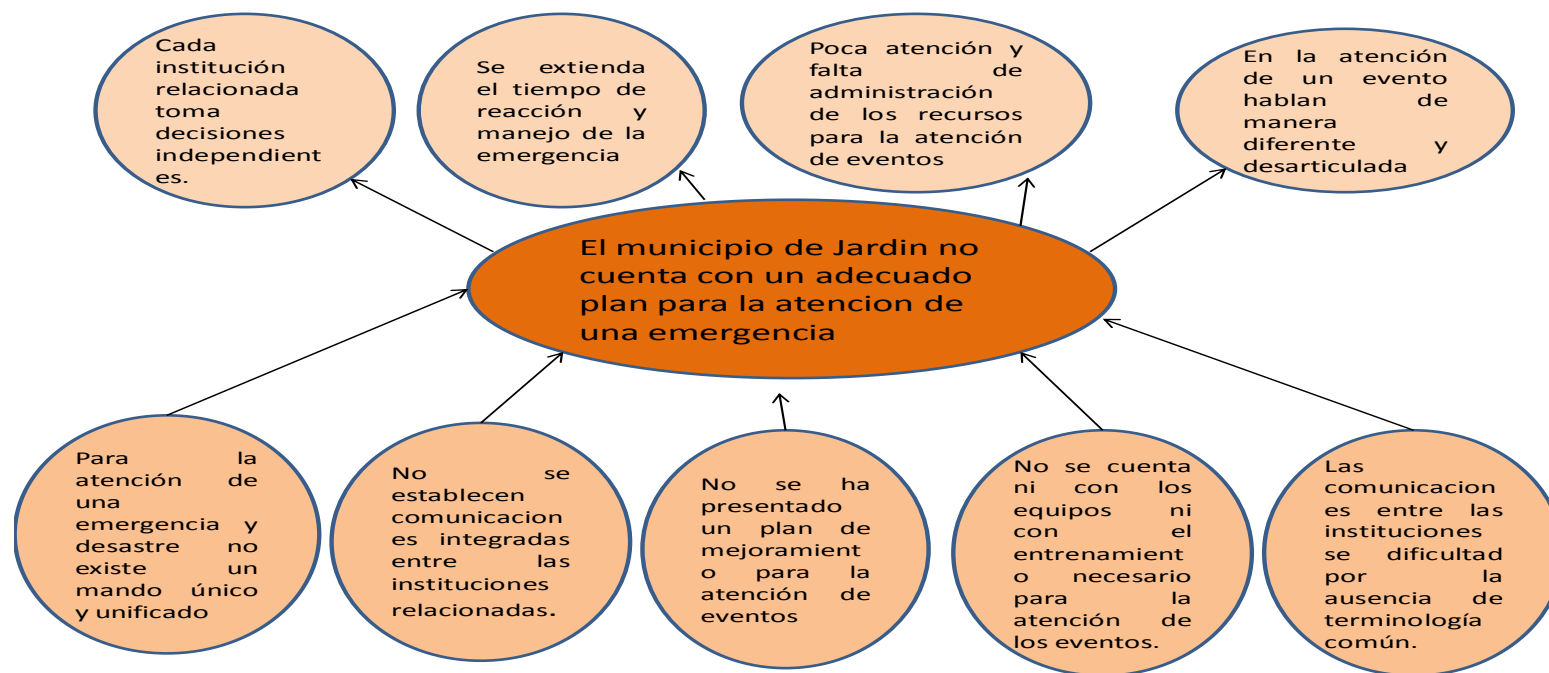 Cada
institución
relacionada
toma
decisiones
independient
es.
Se extienda
el tiempo de
reacción y
manejo de la
emergencia
Poca atención y
falta de
administración
de los recursos
para la atención
de eventos
En la atención
de un evento
hablan de
manera
diferente y
desarticulada
El municipio de Jardin no
cuenta con un adecuado
plan para la atencion de
una emergencia
Para la
atención de
una
emergencia y
desastre no
existe un
mando único
y unificado
No se
establecen
comunicacion
es integradas
entre las
instituciones
relacionadas.
No se ha
presentado
un plan de
mejoramient
o para la
atención de
eventos
No se cuenta
ni con los
equipos ni
con el
entrenamient
o necesario
para la
atención de
los eventos.
Las
comunicacion
es entre las
instituciones
se dificultad
por la
ausencia de
terminología
común.